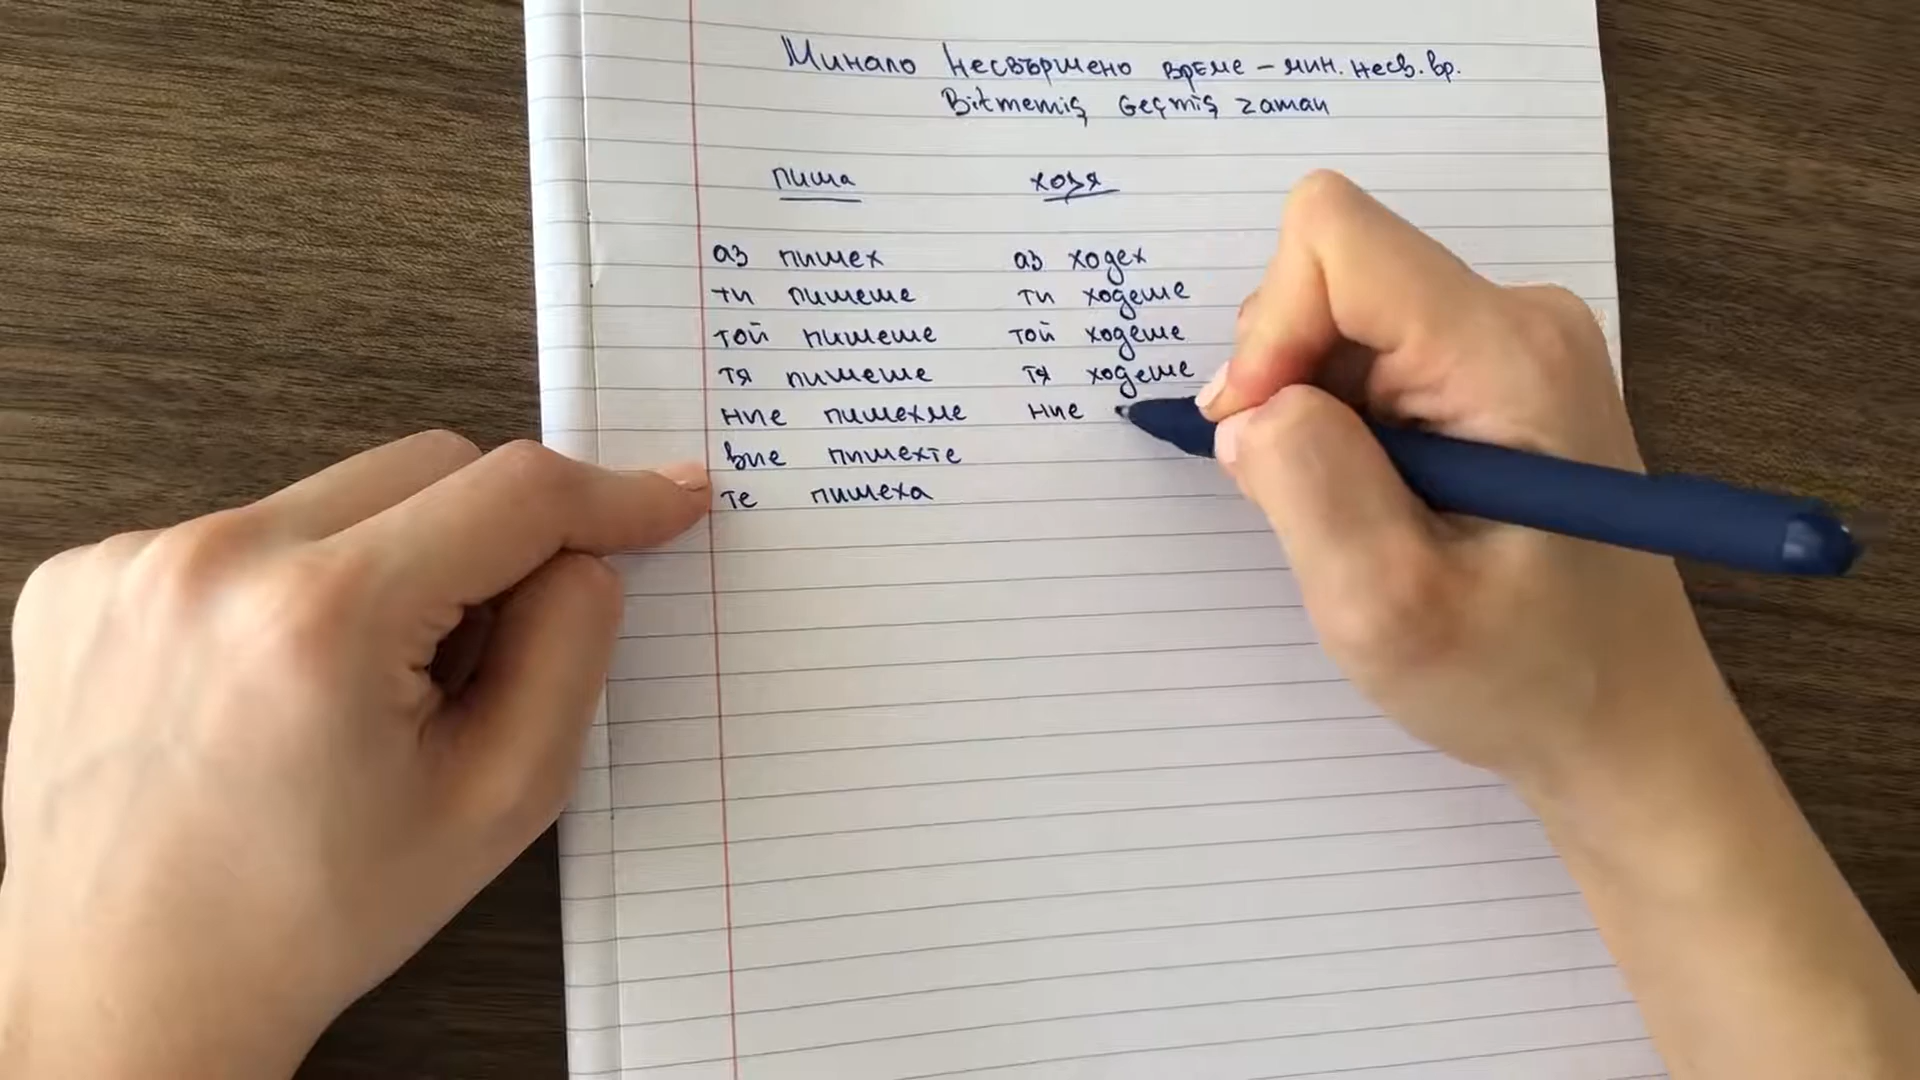 Минало несвършено време - мин. несв. вр.
Bitmemiş Geçmiş zaman
пиша ходя
аз пишех аз ходех
ти пишеше ти ходеше
той пишеше той ходеше
тя пишеше тя ходеше
ние пишехме ние
вие пишехте
те пишеха